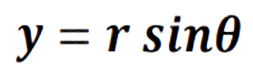 y = r sinθ